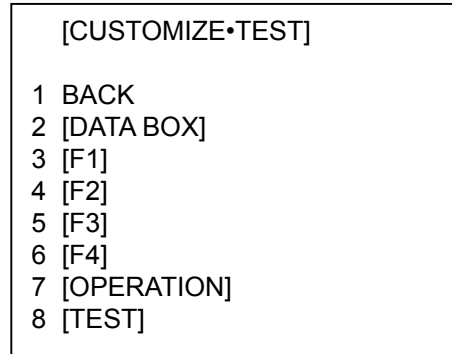 [CUSTOMIZE•TEST]
1 BACK
2 [DATA BOX]
3 [F1]
4 [F2]
5 [F3]
6 [F4]
7 [OPERATION]
8 [TEST]